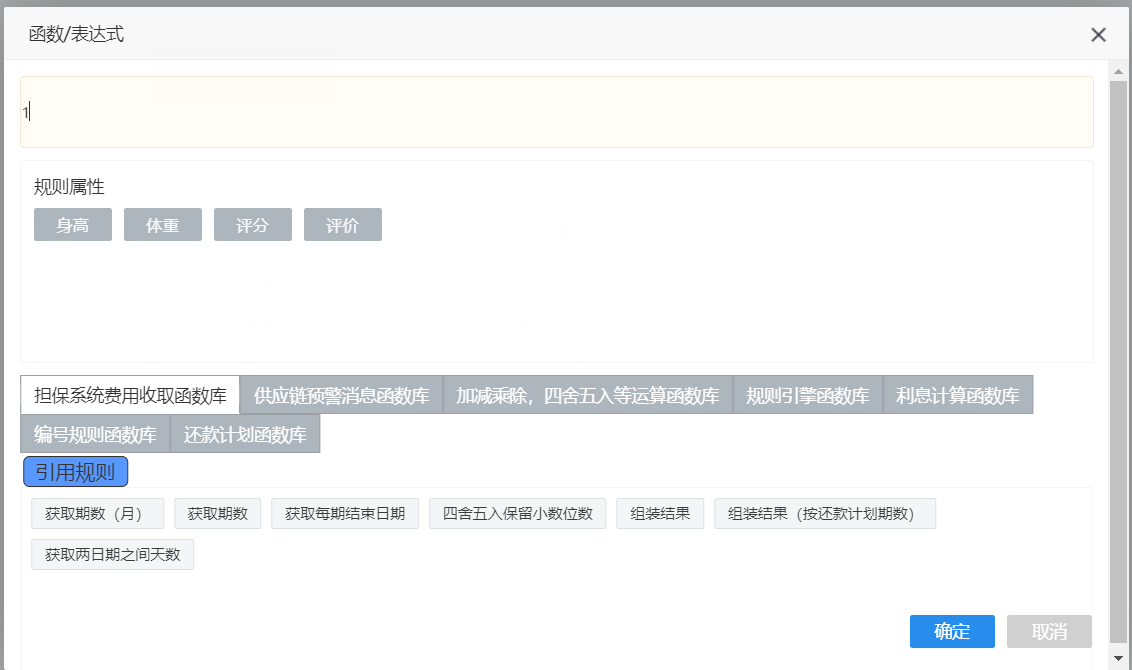 函数/表达式
1
规则属性
身高 体重 评分 评价
担保系统费用收取函数库 供应链预警消息函数库 加减乘除，四舍五入等运算函数库 规则引擎函数库 利息计算函数库
编号规则函数库 还款计划函数库
引用规则
获取期数（月） 获取期数 获取每期结束日期 四舍五入保留小数位数 组装结果 组装结果（按还款计划期数）
获取两日期之间天数
确定 取消